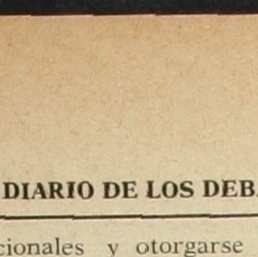 DIARIO DE LOS DEB
cionales y otorgarse